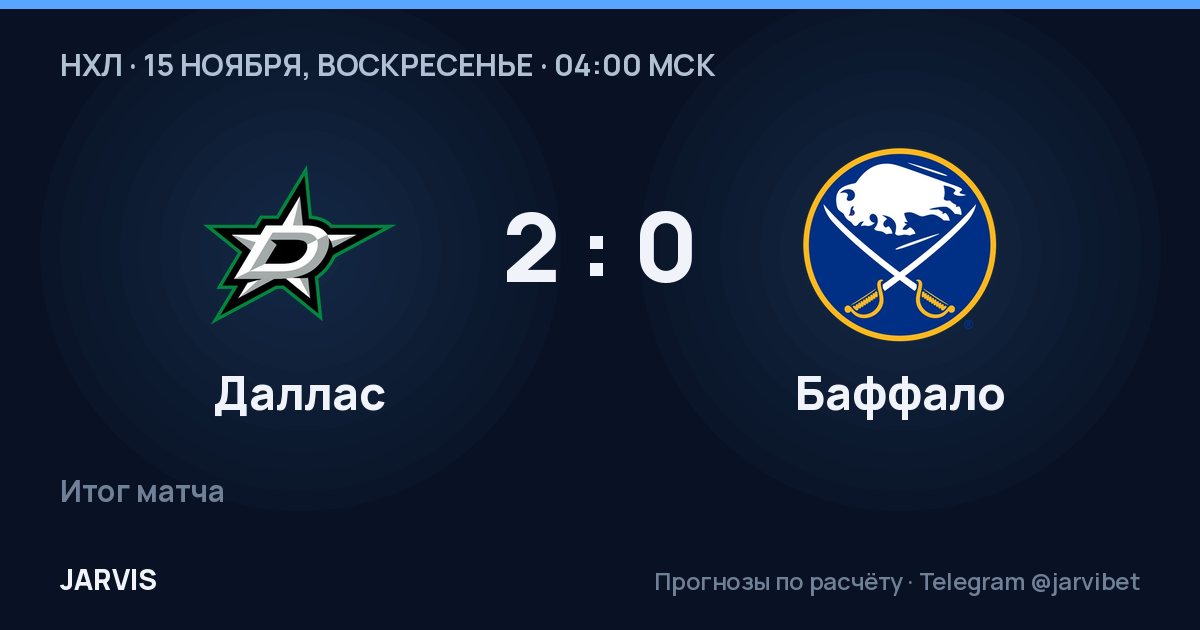 НХЛ · 15 НОЯБРЯ, ВОСКРЕСЕНЬЕ · 04:00 МСК
D
2 : 0
®
Даллас
Баффало
Итог матча
JARVIS
Прогнозы по расчёту · Telegram @jarvibet